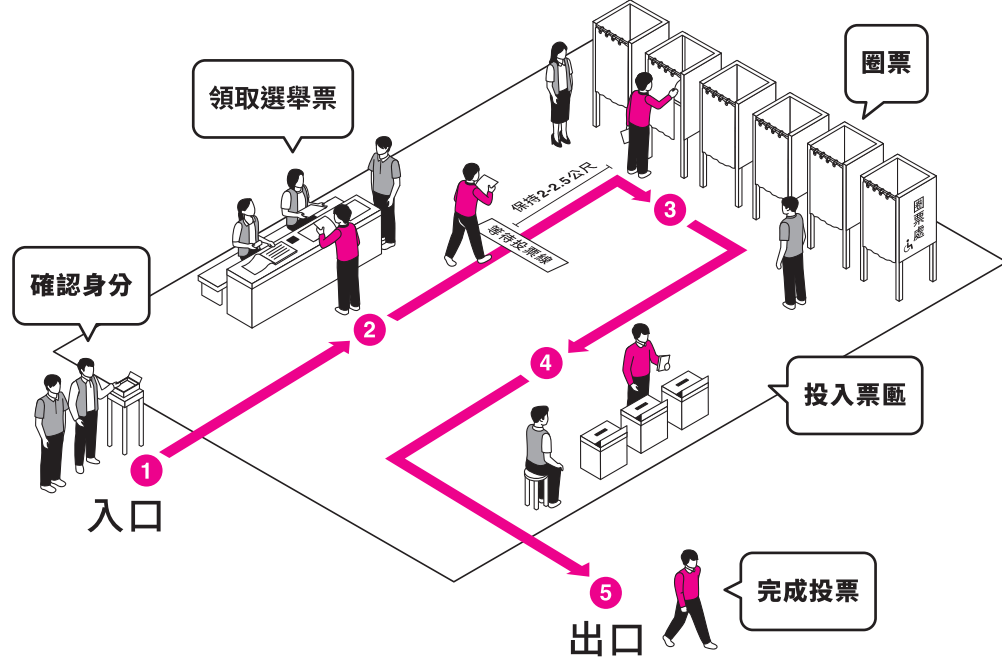 確認身分
1
入口
領取選舉票
2
等待投票線
保持2-2.5公尺
圈票
3
圈票處
投入票匭
4
5
出口
完成投票